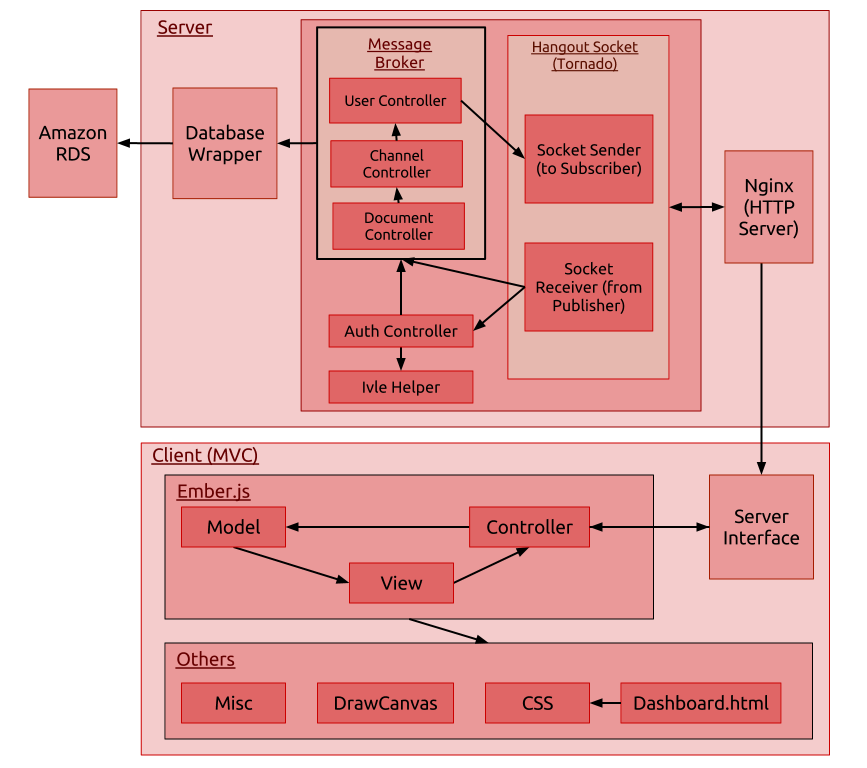 Server
Message
Broker
User Controller
Channel
Controller
Document
Controller
Hangout Socket
(Tornado)
Socket Sender
(to Subscriber)
Socket
Receiver (from
Publisher)
Auth Controller
Ivle Helper
Amazon
RDS
Database
Wrapper
Nginx
(HTTP
Server)
Client (MVC)
Ember.js
Model
Controller
View
Server
Interface
Others
Misc
DrawCanvas
CSS
Dashboard.html